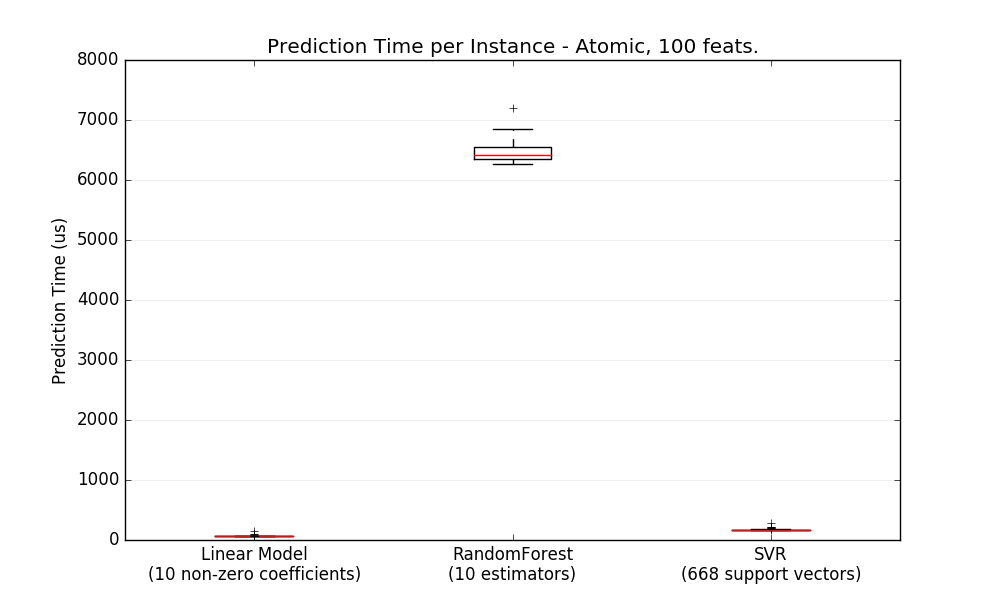 Prediction Time per Instance - Atomic, 100 feats.
8000
7000
6000
5000
4000
3000
2000
1000
0
Prediction Time (us)
Linear Model
(10 non-zero coefficients)
RandomForest
(10 estimators)
SVR
(668 support vectors)